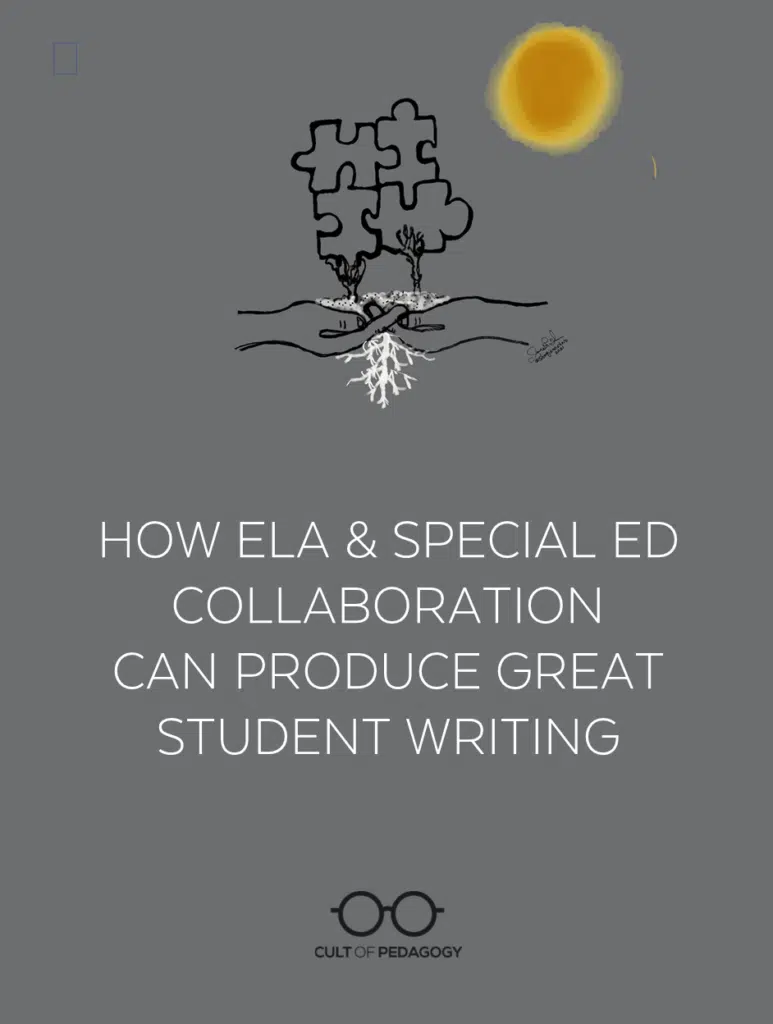 HOW ELA & SPECIAL ED
COLLABORATION
CAN PRODUCE GREAT
STUDENT WRITING
CULT OF PEDAGOGY